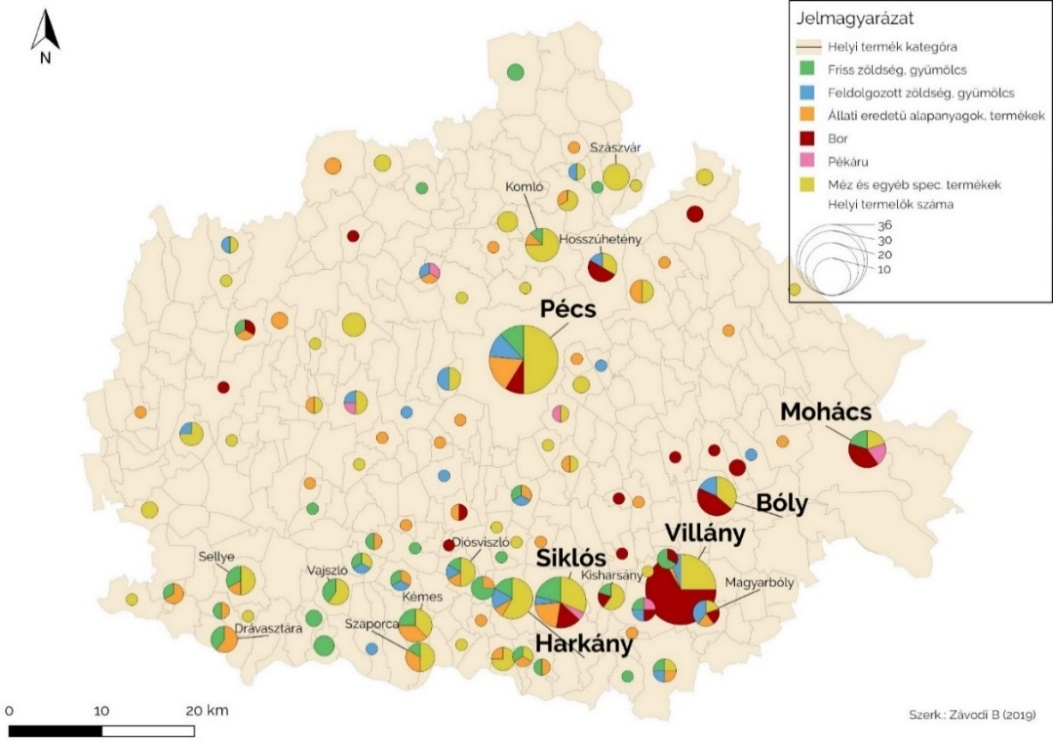 N
Jelmagyarázat
Helyi termék kategóra
Friss zöldség, gyümölcs
Feldolgozott zöldség, gyümölcs
Állati eredetű alapanyagok, termékek
Bor
Pékáru
Méz és egyéb spec. termékek
Helyi termelők száma
36
30
20
10
Szászvár
Komló
Hosszúhetény
Pécs
Mohács
Bóly
Villány
Diósviszló
Siklós
Sellye
Vajszló
Kisharsány
Magyarbóly
Kémes
Szaporca
Drávasztára
Harkány
0 10 20 km
Szerk.: Závodi B (2019)